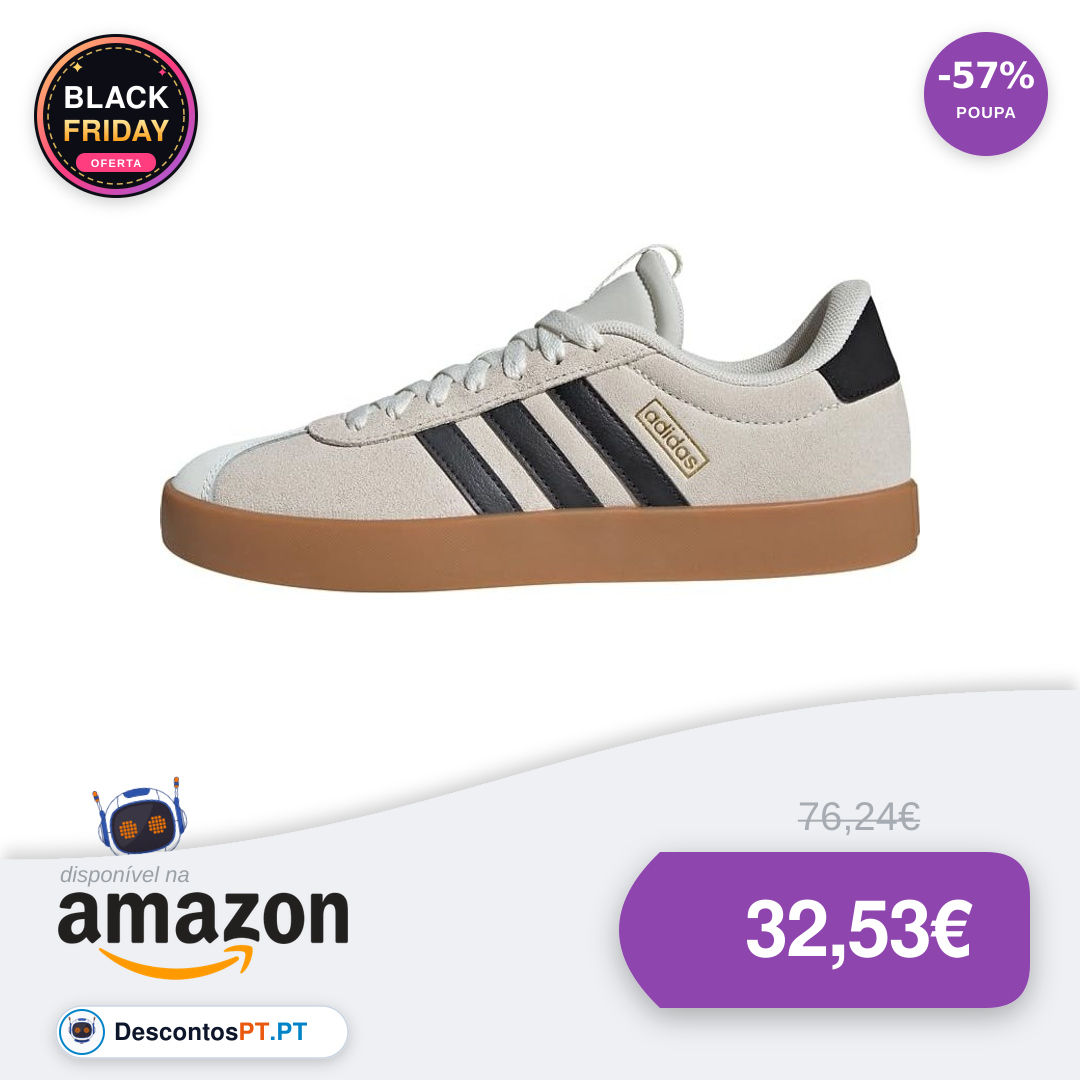 BLACK
FRIDAY
OFERTA
-57%
POUPA
adidas
76,24€
disponível na
amazon
32,53€
DescontosPT.PT